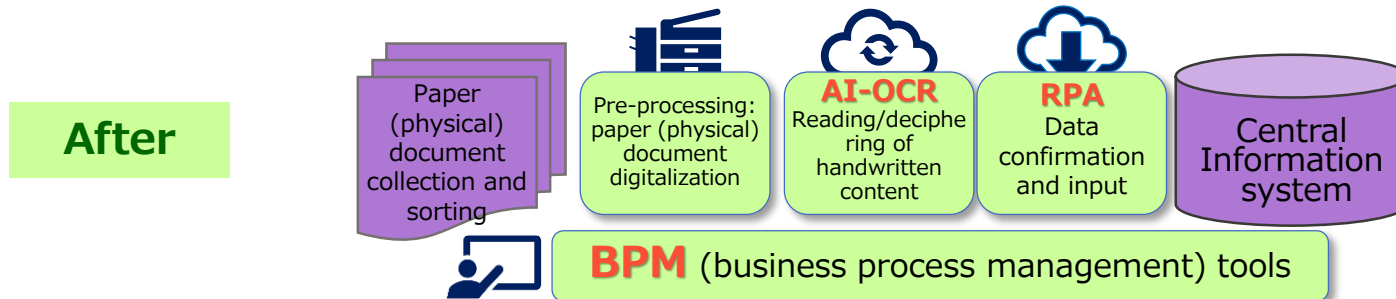 After
Paper
(physical)
document
collection and
sorting
Pre-processing:
paper (physical)
document
digitalization
AI-OCR
Reading/deciphe
ring of
handwritten
content
RPA
Data
confirmation
and input
Central
Information
system
BPM (business process management) tools